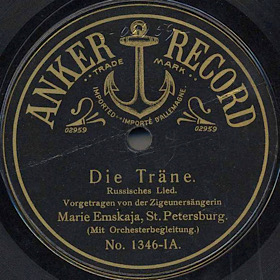 ANKER RECORD
TRADE MARK
IMPORTED--IMPORTÉ D'ALLEMAGNE.
02959 02959
Die Träne.
Russisches Lied.
Vorgetragen von der Zigeunersängerin
Marie Emskaja, St. Petersburg.
(Mit Orchesterbegleitung.)
No. 1346-IA.